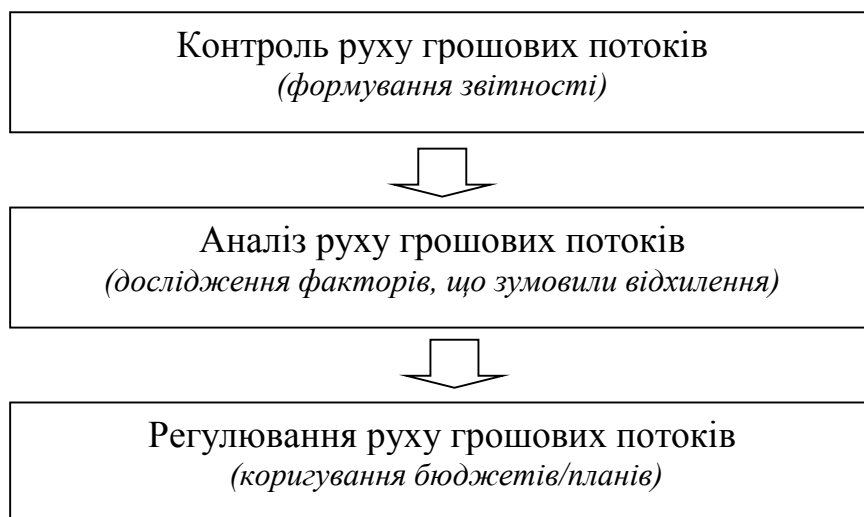 Контроль руху грошових потоків
(формування звітності)
Аналіз руху грошових потоків
(дослідження факторів, що зумовили відхилення)
Регулювання руху грошових потоків
(коригування бюджетів/планів)